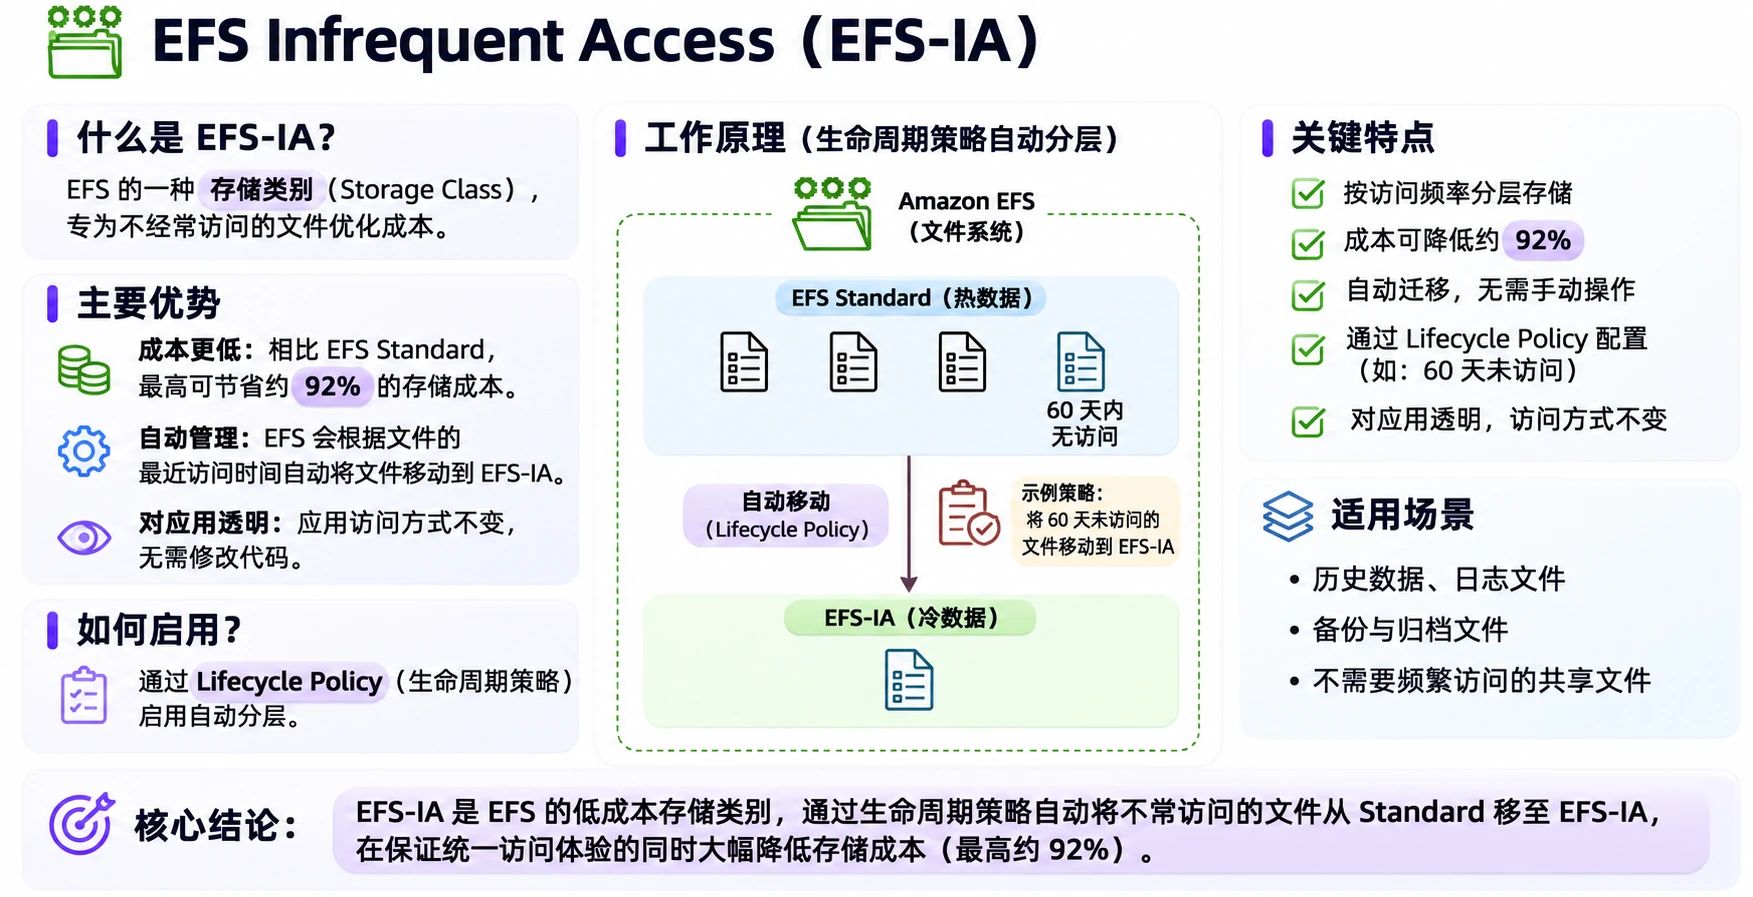 EFS Infrequent Access（EFS-IA）
什么是 EFS-IA？
EFS 的一种 存储类别（Storage Class），
专为不经常访问的文件优化成本。
主要优势
成本更低：相比 EFS Standard，
最高可节省约 92% 的存储成本。
自动管理：EFS 会根据文件的
最近访问时间自动将文件移动到 EFS-IA。
对应用透明：应用访问方式不变，
无需修改代码。
如何启用？
通过 Lifecycle Policy（生命周期策略）
启用自动分层。
工作原理（生命周期策略自动分层）
Amazon EFS
（文件系统）
EFS Standard（热数据）
60 天内
无访问
自动移动
（Lifecycle Policy）
示例策略：
将 60 天未访问的
文件移动到 EFS-IA
EFS-IA（冷数据）
关键特点
按访问频率分层存储
成本可降低约 92%
自动迁移，无需手动操作
通过 Lifecycle Policy 配置
（如：60 天未访问）
对应用透明，访问方式不变
适用场景
• 历史数据、日志文件
• 备份与归档文件
• 不需要频繁访问的共享文件
核心结论：
EFS-IA 是 EFS 的低成本存储类别，通过生命周期策略自动将不常访问的文件从 Standard 移至 EFS-IA，
在保证统一访问体验的同时大幅降低存储成本（最高约 92%）。